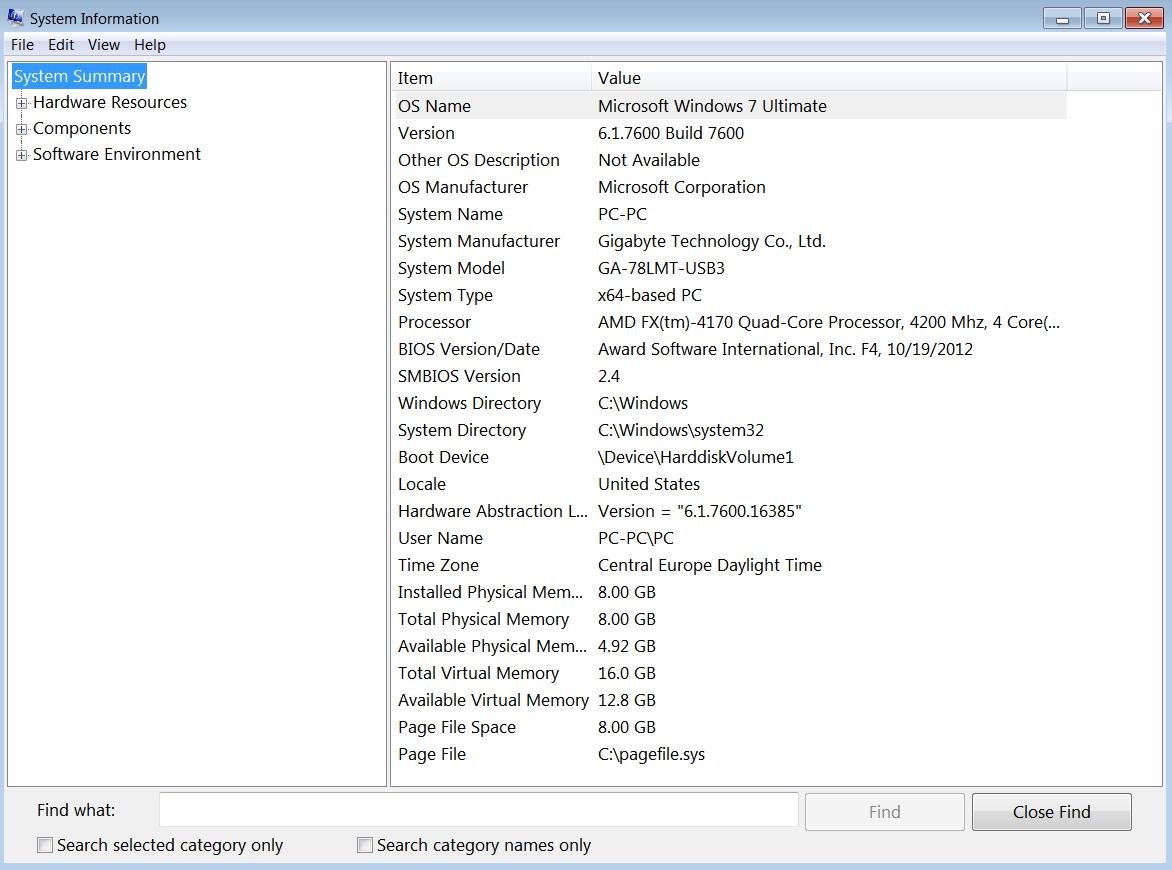 System Information
File Edit View Help
System Summary
Hardware Resources
Components
Software Environment
Item Value
OS Name Microsoft Windows 7 Ultimate
Version 6.1.7600 Build 7600
Other OS Description Not Available
OS Manufacturer Microsoft Corporation
System Name PC-PC
System Manufacturer Gigabyte Technology Co., Ltd.
System Model GA-78LMT-USB3
System Type x64-based PC
Processor AMD FX(tm)-4170 Quad-Core Processor, 4200 Mhz, 4 Core(...
BIOS Version/Date Award Software International, Inc. F4, 10/19/2012
SMBIOS Version 2.4
Windows Directory C:\Windows
System Directory C:\Windows\system32
Boot Device \Device\HarddiskVolume1
Locale United States
Hardware Abstraction L... Version = "6.1.7600.16385"
User Name PC-PC\PC
Time Zone Central Europe Daylight Time
Installed Physical Mem... 8.00 GB
Total Physical Memory 8.00 GB
Available Physical Mem... 4.92 GB
Total Virtual Memory 16.0 GB
Available Virtual Memory 12.8 GB
Page File Space 8.00 GB
Page File C:\pagefile.sys
Find what: Find Close Find
Search selected category only Search category names only